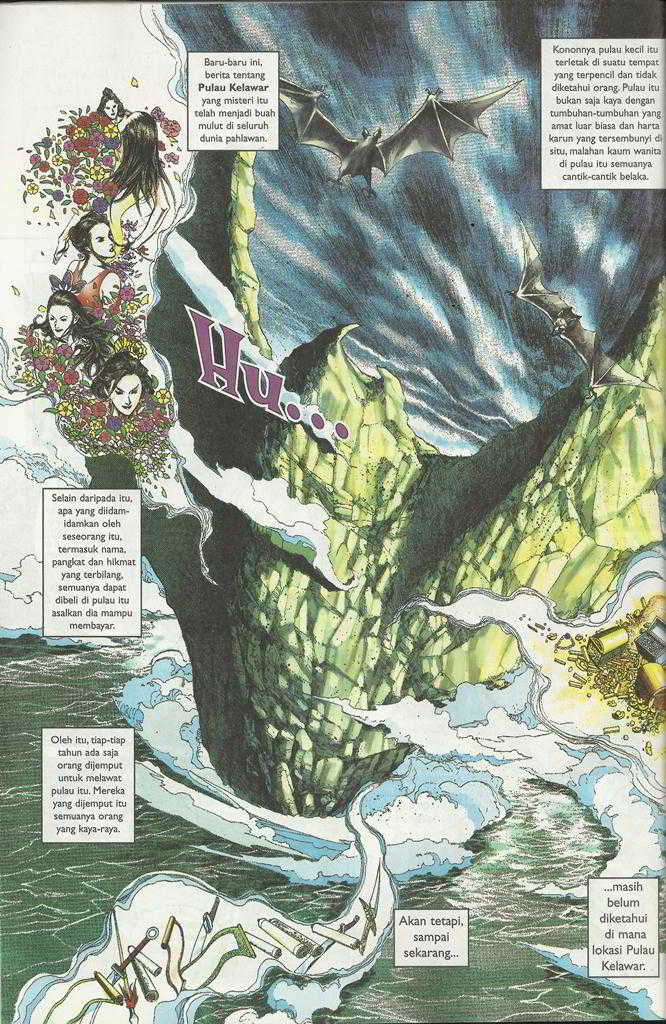 Baru-baru ini,
berita tentang
Pulau Kelawar
yang misteri itu
telah menjadi buah
mulut di seluruh
dunia pahlawan.
Kononnya pulau kecil itu
terletak di suatu tempat
yang terpencil dan tidak
diketahui orang. Pulau itu
bukan saja kaya dengan
tumbuhan-tumbuhan yang
amat luar biasa dan harta
karun yang tersembunyi di
situ, malahan kaum wanita
di pulau itu semuanya
cantik-cantik belaka.
Hu...
Selain daripada itu,
apa yang diidam-
idamkan oleh
seseorang itu,
termasuk nama,
pangkat dan hikmat
yang terbilang,
semuanya dapat
dibeli di pulau itu
asalkan dia mampu
membayar.
Oleh itu, tiap-tiap
tahun ada saja
orang dijemput
untuk melawat
pulau itu. Mereka
yang dijemput itu
semuanya orang
yang kaya-raya.
Akan tetapi,
sampai
sekarang...
...masih
belum
diketahui
di mana
lokasi Pulau
Kelawar.